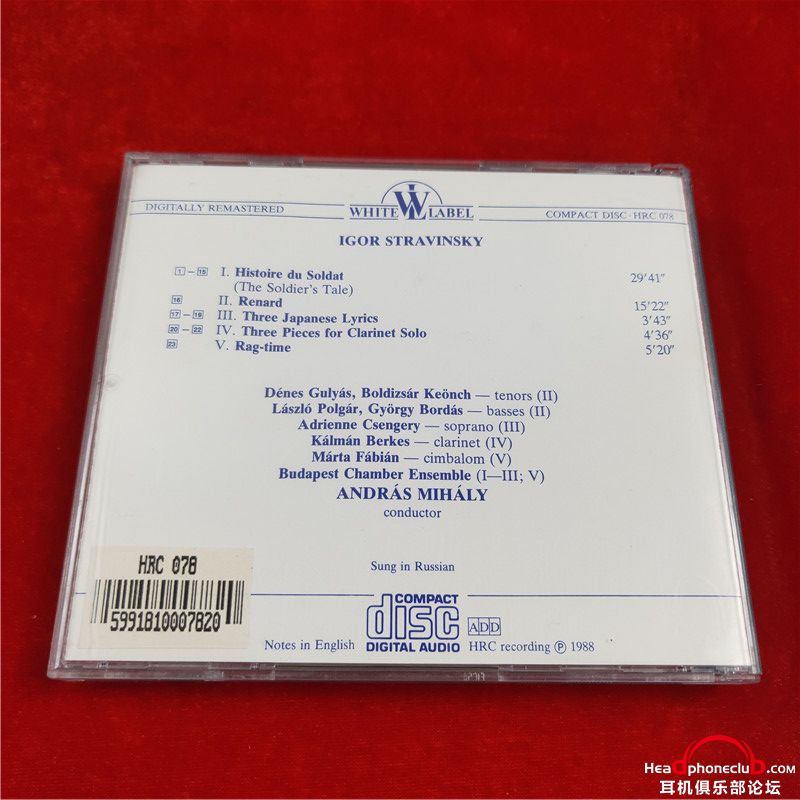 DIGITALLY REMASTERED
WL
WHITE LABEL
COMPACT DISC · HRC 078
IGOR STRAVINSKY
1 – 15 I. Histoire du Soldat 29'41"
(The Soldier's Tale)
16 II. Renard 15'22"
17 – 19 III. Three Japanese Lyrics 3'43"
20 – 22 IV. Three Pieces for Clarinet Solo 4'36"
23 V. Rag-time 5'20"
Dénes Gulyás, Boldizsár Keönch — tenors (II)
László Polgár, György Bordás — basses (II)
Adrienne Csengery — soprano (III)
Kálmán Berkes — clarinet (IV)
Márta Fábián — cimbalom (V)
Budapest Chamber Ensemble (I—III; V)
ANDRÁS MIHÁLY
conductor
Sung in Russian
HRC 078
5991810007820
Notes in English
COMPACT
disc
DIGITAL AUDIO
ADD
HRC recording ℗ 1988
Headphoneclub.com
耳机俱乐部论坛